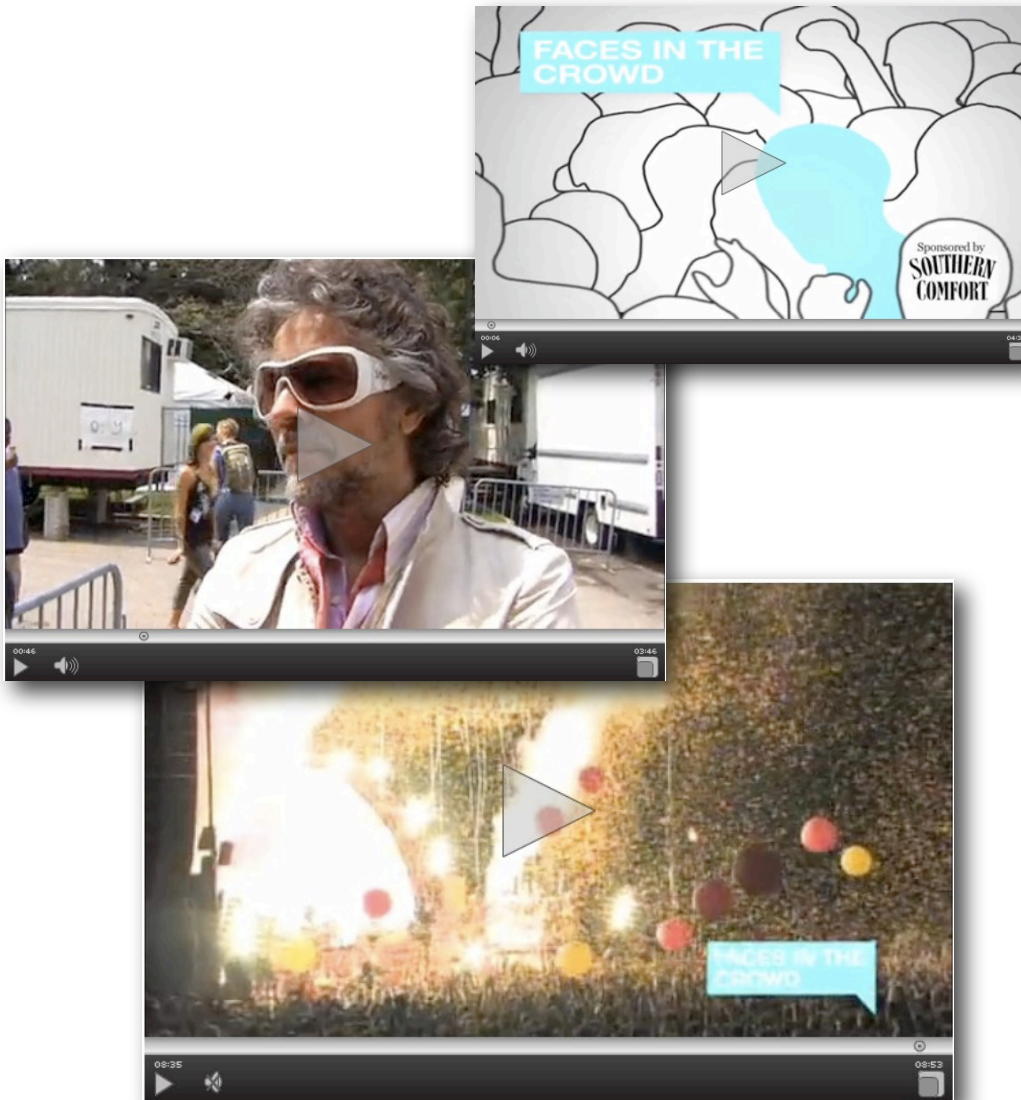 FACES IN THE
CROWD
Sponsored by
SOUTHERN
COMFORT
00:06
00:46
03:46
FACES IN THE
CROWD
08:35
08:53